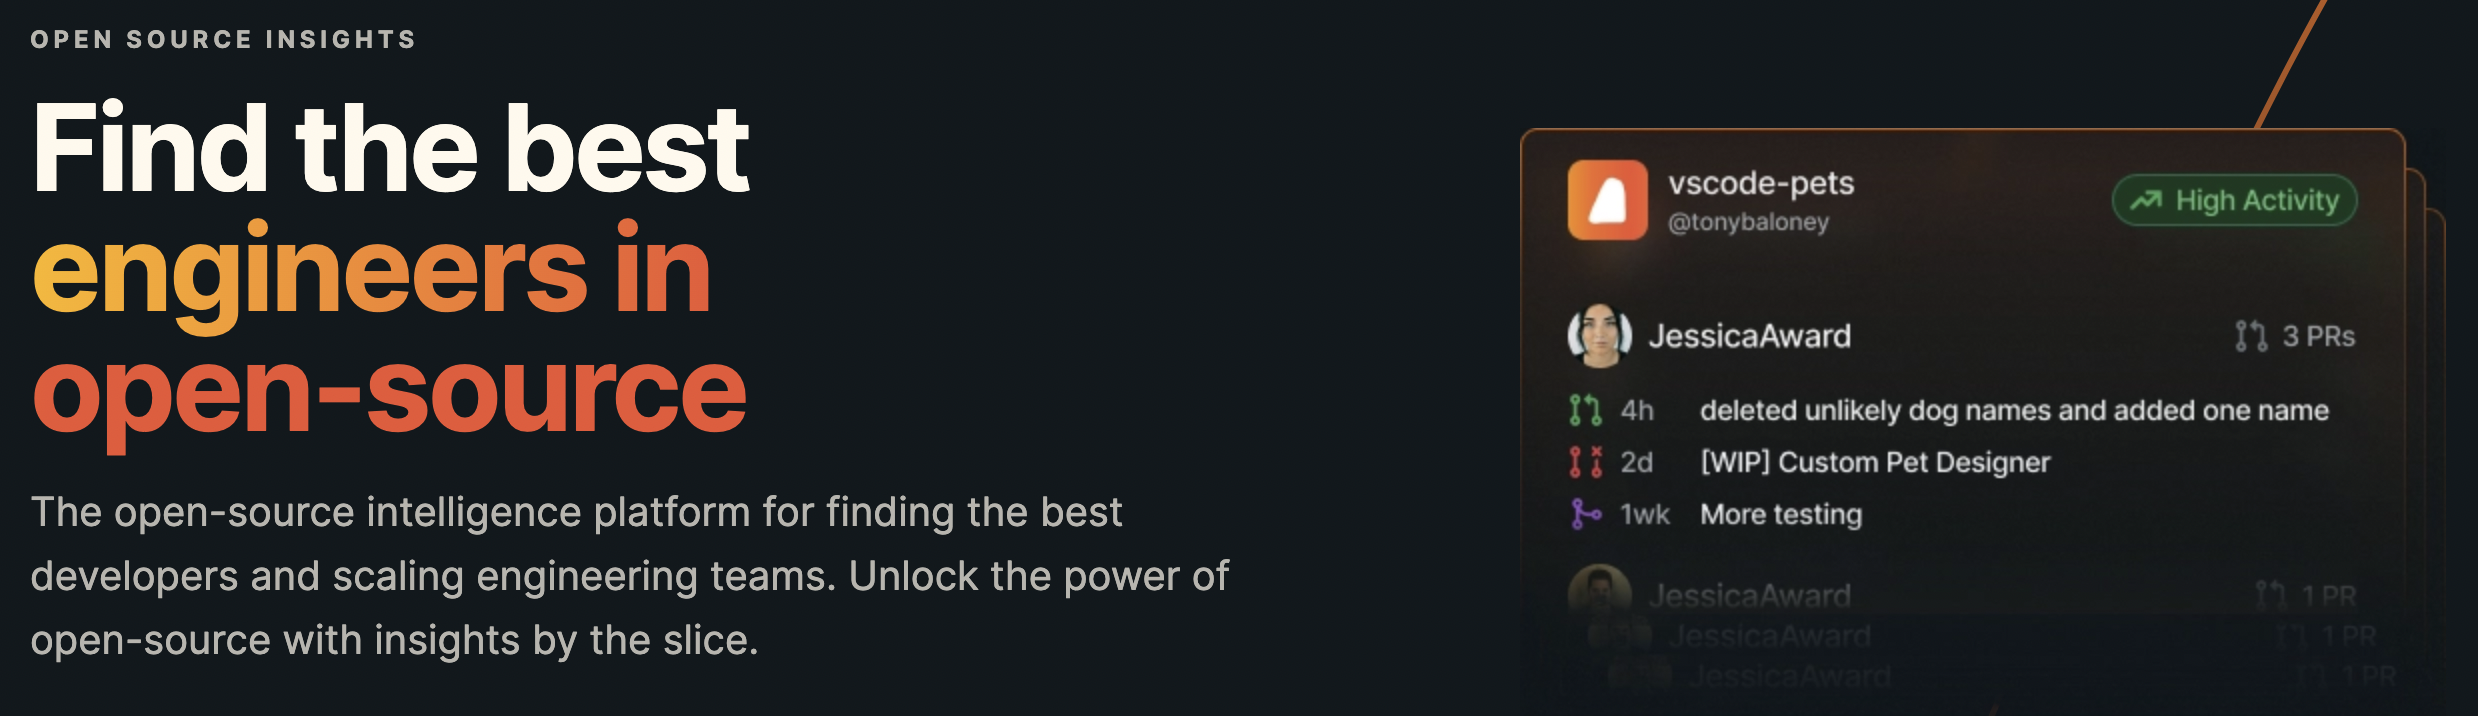 OPEN SOURCE INSIGHTS
Find the best
engineers in
open-source
The open-source intelligence platform for finding the best
developers and scaling engineering teams. Unlock the power of
open-source with insights by the slice.
vscode-pets
@tonybaloney
High Activity
JessicaAward
3 PRs
4h deleted unlikely dog names and added one name
2d [WIP] Custom Pet Designer
1wk More testing
JessicaAward 1 PR
JessicaAward 1 PR
JessicaAward 1 PR